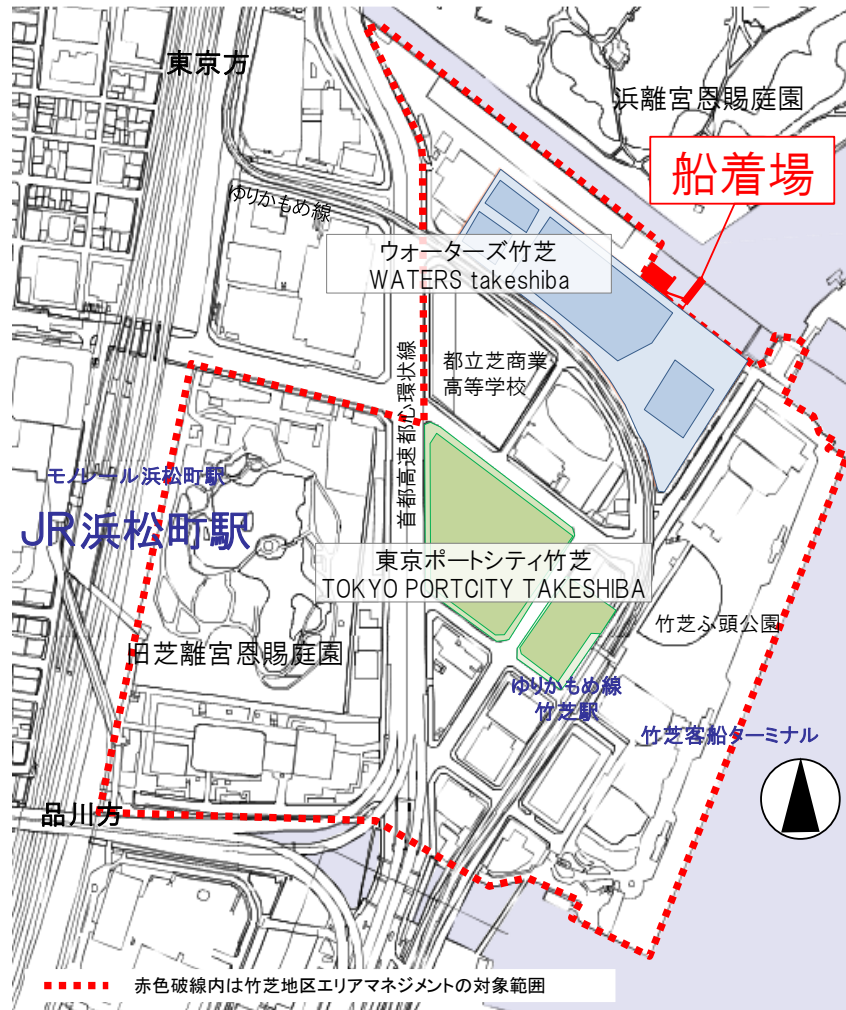 東京方
浜離宮恩賜庭園
船着場
ゆりかもめ線
ウォーターズ竹芝
WATERS takeshiba
首都高速都心環状線
都立芝商業
高等学校
モノレール浜松町駅
JR浜松町駅
東京ポートシティ竹芝
TOKYO PORTCITY TAKESHIBA
竹芝ふ頭公園
旧芝離宮恩賜庭園
ゆりかもめ線
竹芝駅
竹芝客船ターミナル
品川方
赤色破線内は竹芝地区エリアマネジメントの対象範囲